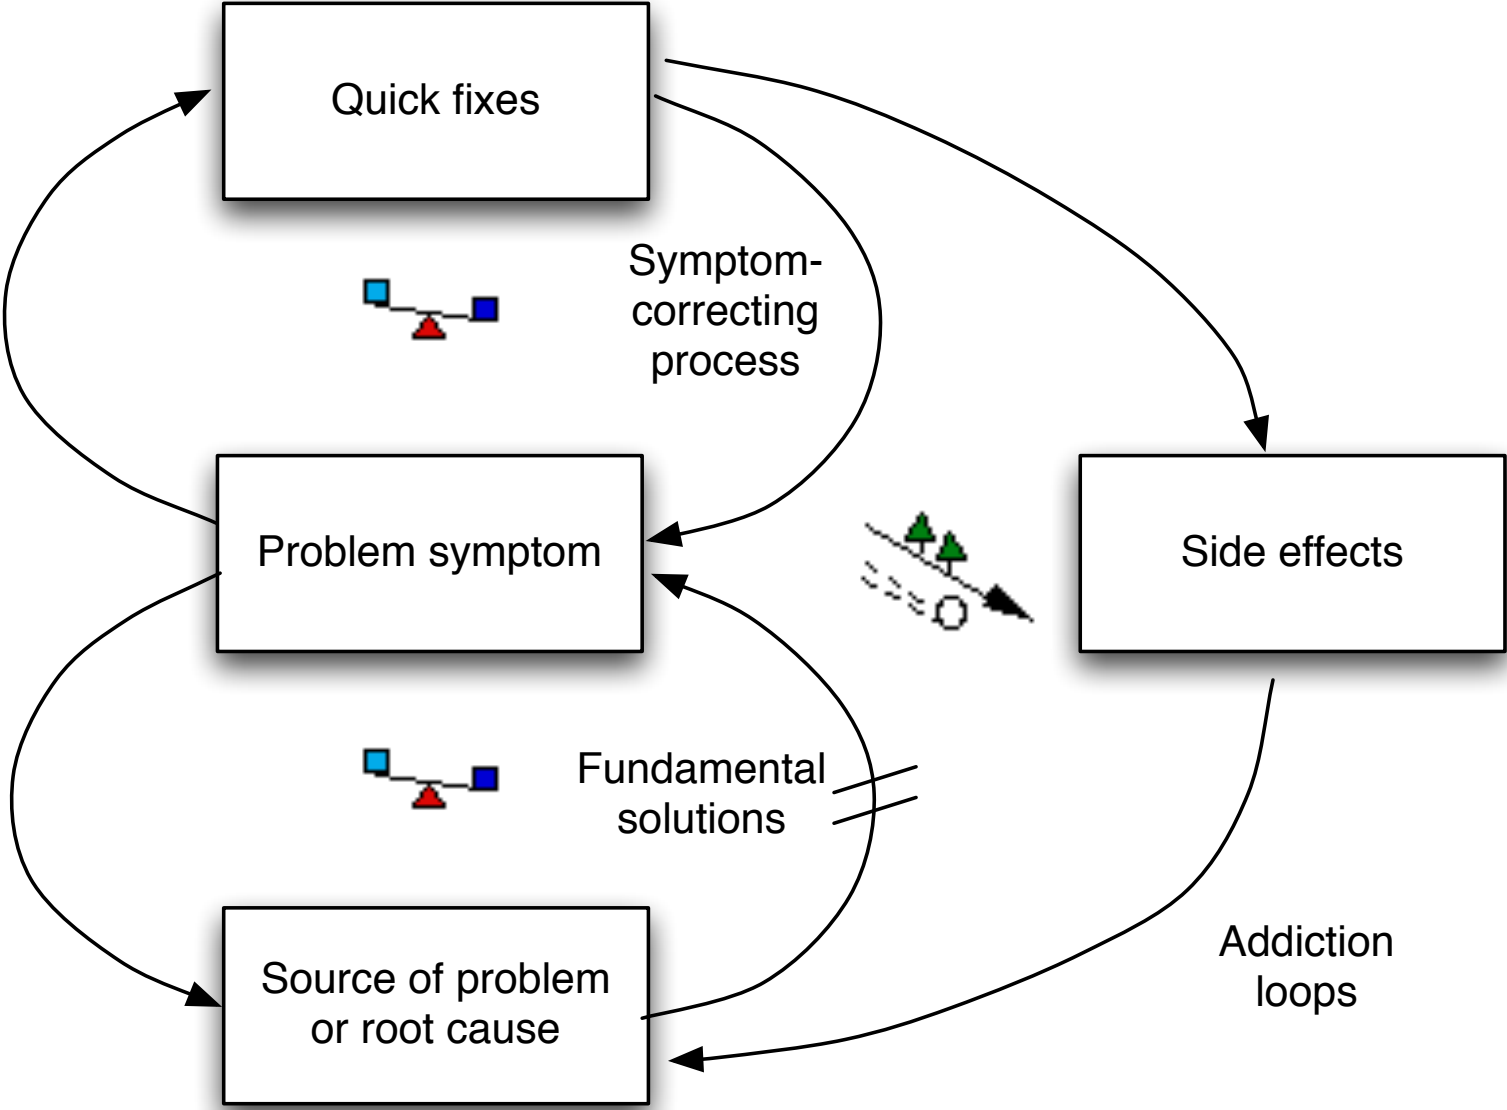 Quick fixes
Symptom-
correcting
process
Problem symptom
Side effects
Fundamental
solutions
Addiction
loops
Source of problem
or root cause